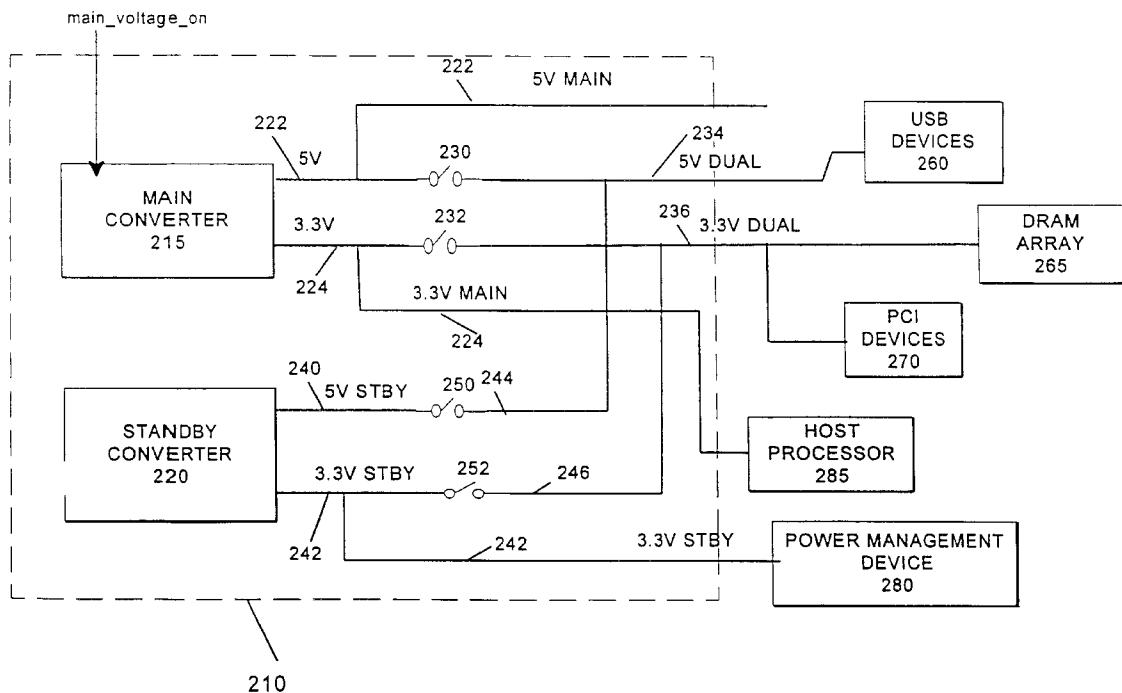 main_voltage_on
222
5V MAIN
USB
DEVICES
260
222
5V
230
234
5V DUAL
MAIN
CONVERTER
215
3.3V
232
236
3.3V DUAL
DRAM
ARRAY
265
224
3.3V MAIN
224
PCI
DEVICES
270
240
5V STBY
250
244
STANDBY
CONVERTER
220
HOST
PROCESSOR
285
3.3V STBY
252
246
242
242
3.3V STBY
POWER MANAGEMENT
DEVICE
280
210